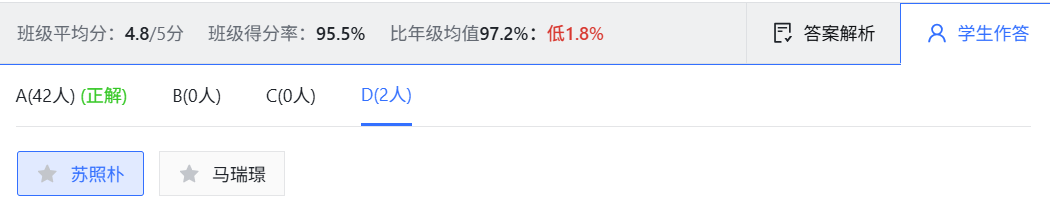 班级平均分：4.8/5分 班级得分率：95.5% 比年级均值97.2%：低1.8% 答案解析 学生作答
A(42人) (正解) B(0人) C(0人) D(2人)
苏照朴 马瑞璟